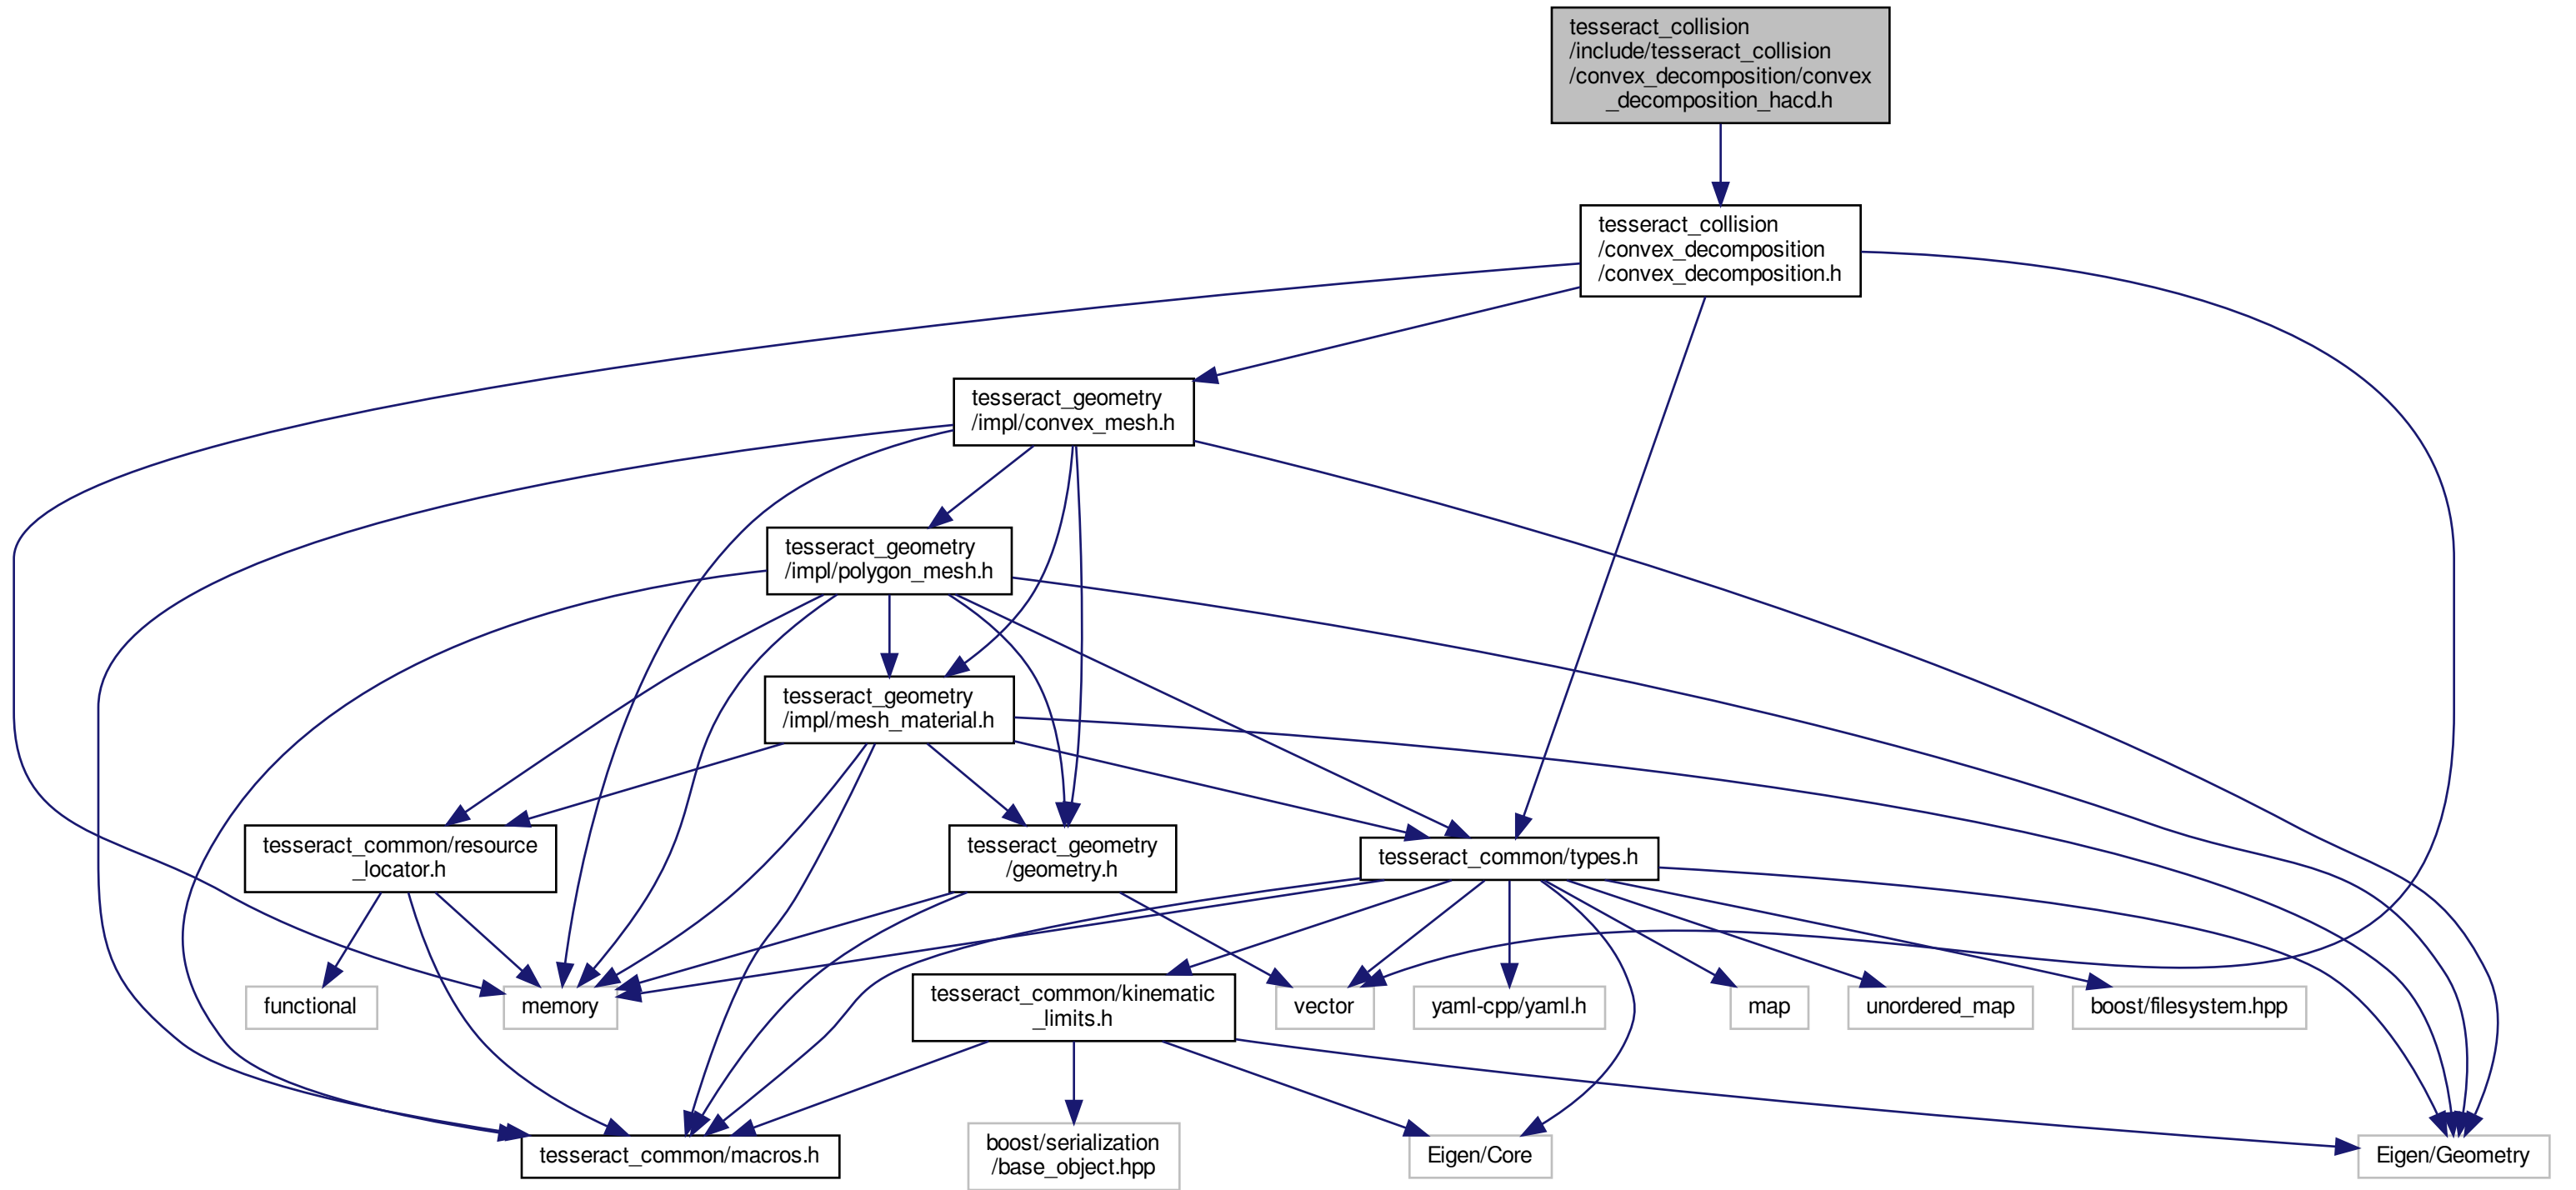 tesseract_collision
/include/tesseract_collision
/convex_decomposition/convex
_decomposition_hacd.h
tesseract_collision
/convex_decomposition
/convex_decomposition.h
tesseract_geometry
/impl/convex_mesh.h
tesseract_geometry
/impl/polygon_mesh.h
tesseract_geometry
/impl/mesh_material.h
tesseract_common/resource
_locator.h
tesseract_geometry
/geometry.h
tesseract_common/types.h
functional
memory
tesseract_common/kinematic
_limits.h
vector
yaml-cpp/yaml.h
map
unordered_map
boost/filesystem.hpp
tesseract_common/macros.h
boost/serialization
/base_object.hpp
Eigen/Core
Eigen/Geometry